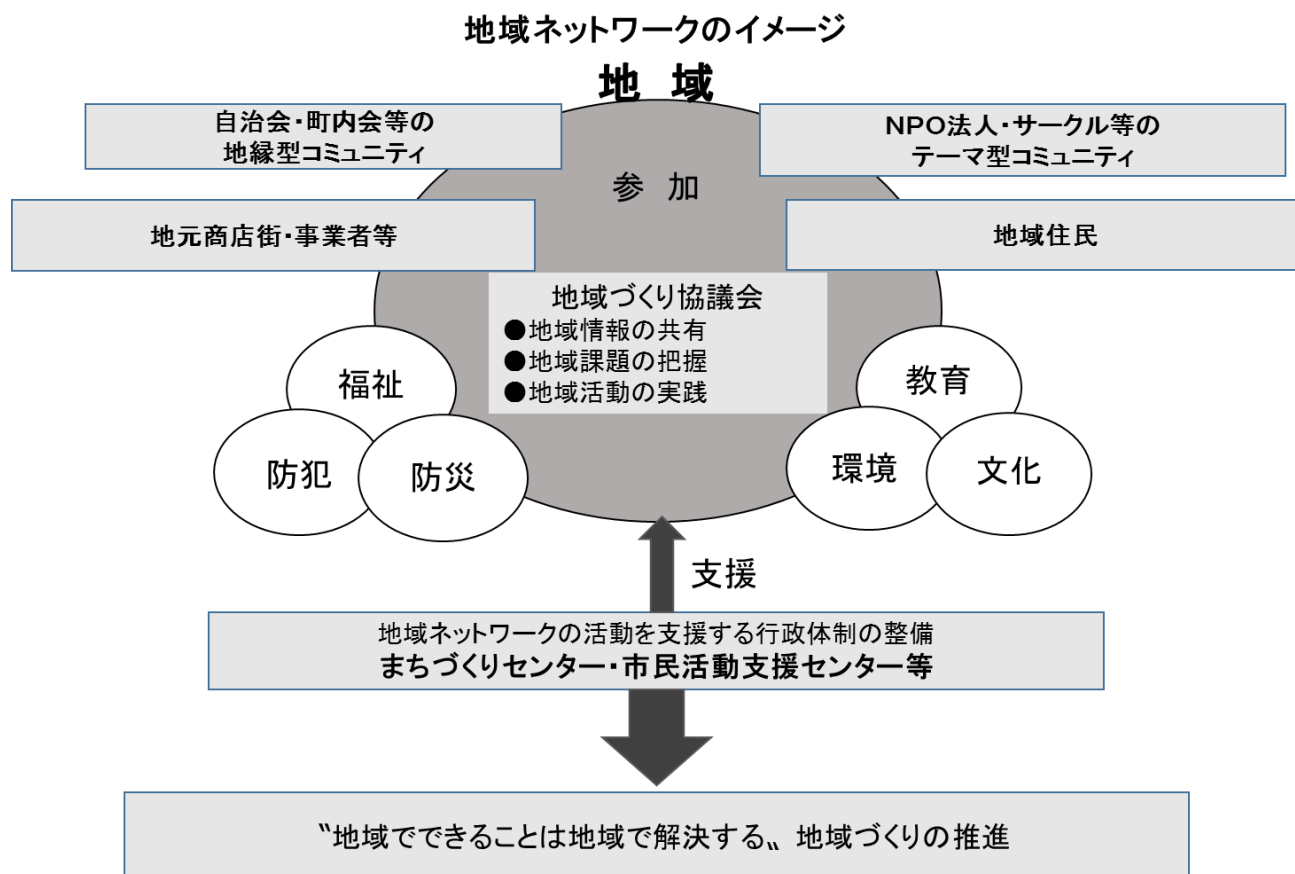 地域ネットワークのイメージ
地 域
自治会・町内会等の
地縁型コミュニティ
NPO法人・サークル等の
テーマ型コミュニティ
参 加
地元商店街・事業者等
地域住民
地域づくり協議会
●地域情報の共有
●地域課題の把握
●地域活動の実践
福祉
防犯
防災
教育
環境
文化
支援
地域ネットワークの活動を支援する行政体制の整備
まちづくりセンター・市民活動支援センター等
〝地域でできることは地域で解決する〟地域づくりの推進